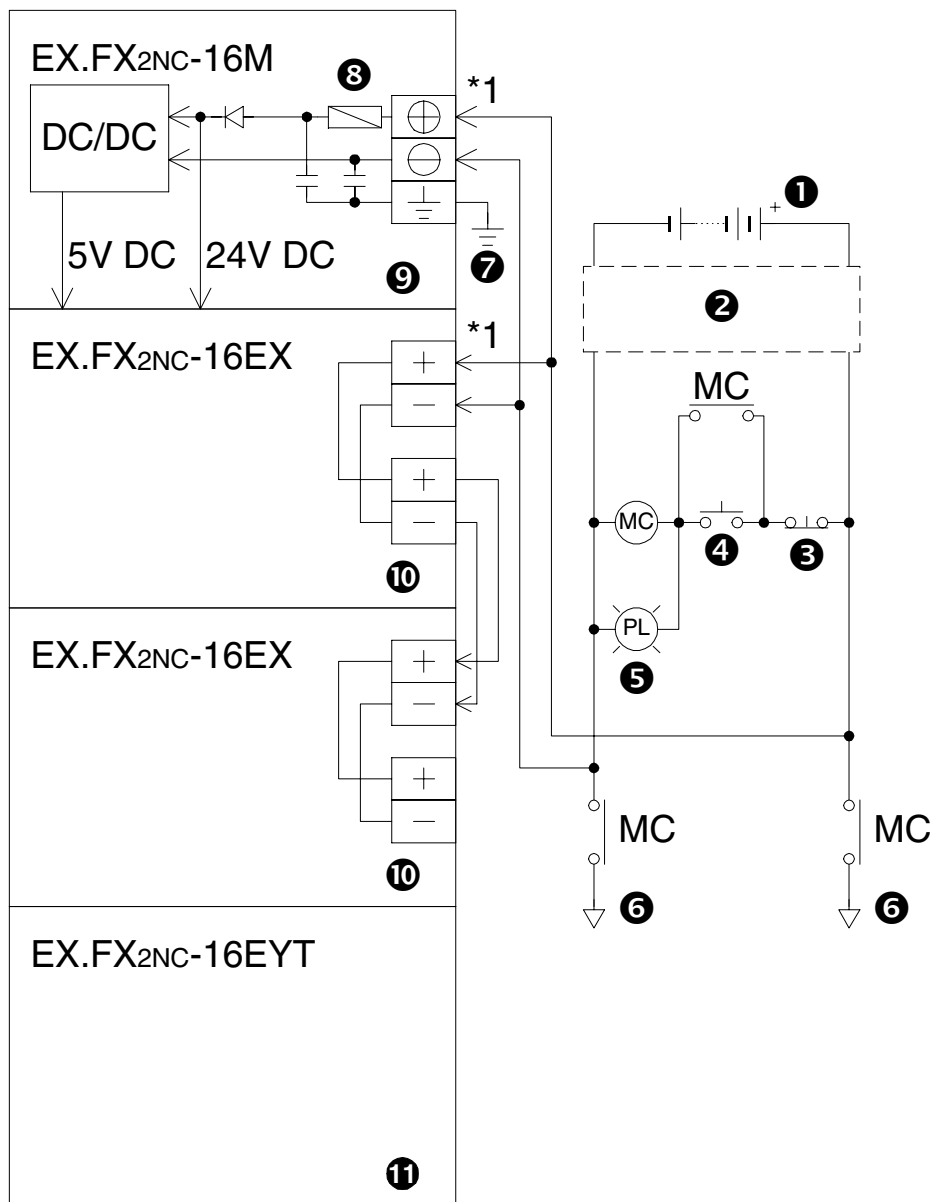 EX.FX2NC-16M
❽
*1
DC/DC
❶
+
5V DC
24V DC
❾
❼
❷
EX.FX2NC-16EX
*1
+
−
MC
+
−
MC
❹
❸
❿
PL
❺
EX.FX2NC-16EX
+
−
+
−
MC
MC
❿
❻
❻
EX.FX2NC-16EYT
⓫